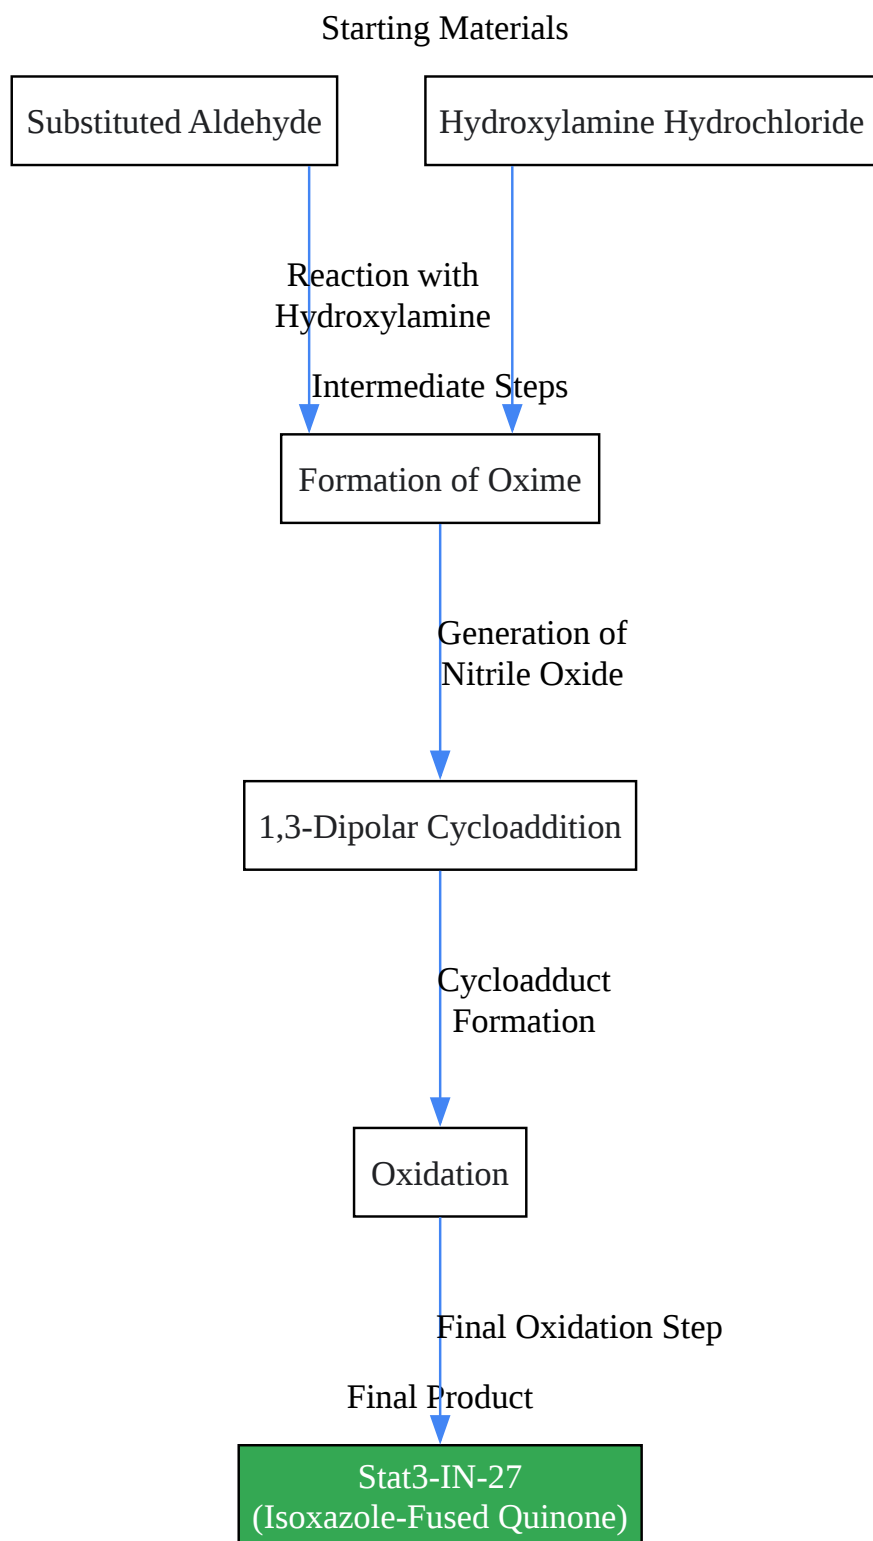 Starting Materials
Substituted Aldehyde
Hydroxylamine Hydrochloride
Reaction with
Hydroxylamine
Intermediate Steps
Formation of Oxime
Generation of
Nitrile Oxide
1,3-Dipolar Cycloaddition
Cycloadduct
Formation
Oxidation
Final Oxidation Step
Final Product
Stat3-IN-27
(Isoxazole-Fused Quinone)